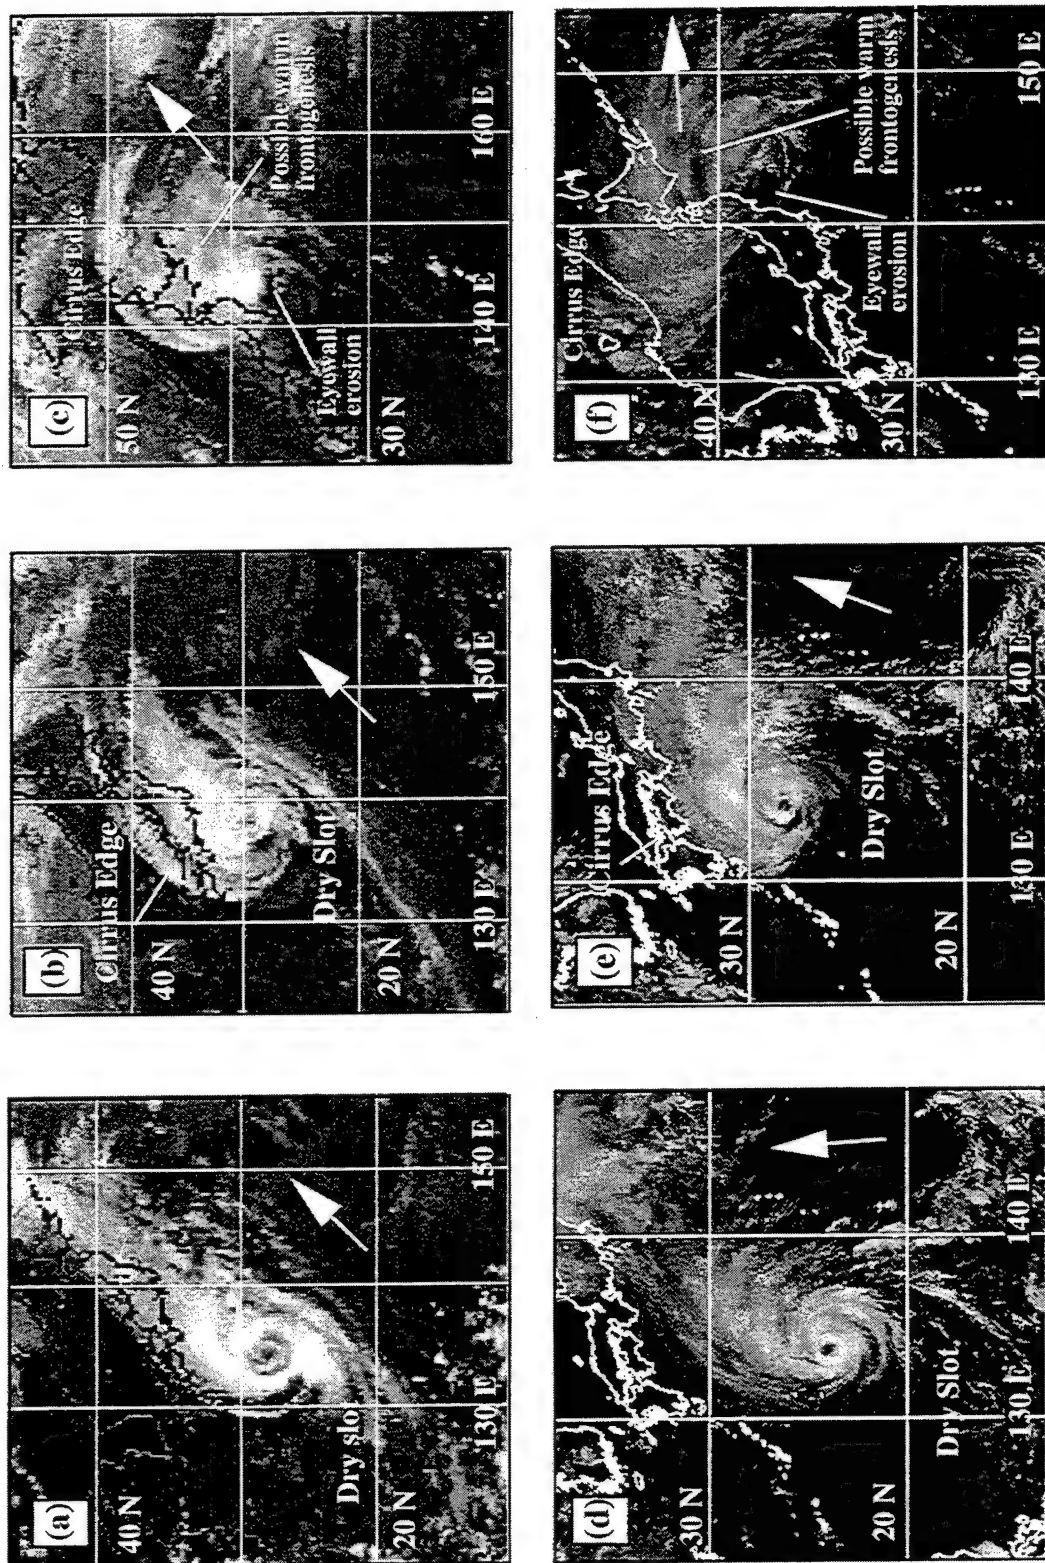 (a)
40 N
Dry slot
20 N
130 E
150 E
(b)
Cirrus Edge
40 N
Dry Slot
20 N
130 E
150 E
(c)
Cirrus Edge
50 N
Possible warm
frontogenesis
Eyewall
erosion
30 N
140 E
160 E
(d)
30 N
20 N
Dry Slot
130 E
140 E
(e)
Cirrus Edge
30 N
Dry Slot
20 N
130 E
140 E
(f)
Cirrus Edge
40 N
Possible warm
frontogenesis
Eyewall
erosion
30 N
130 E
150 E